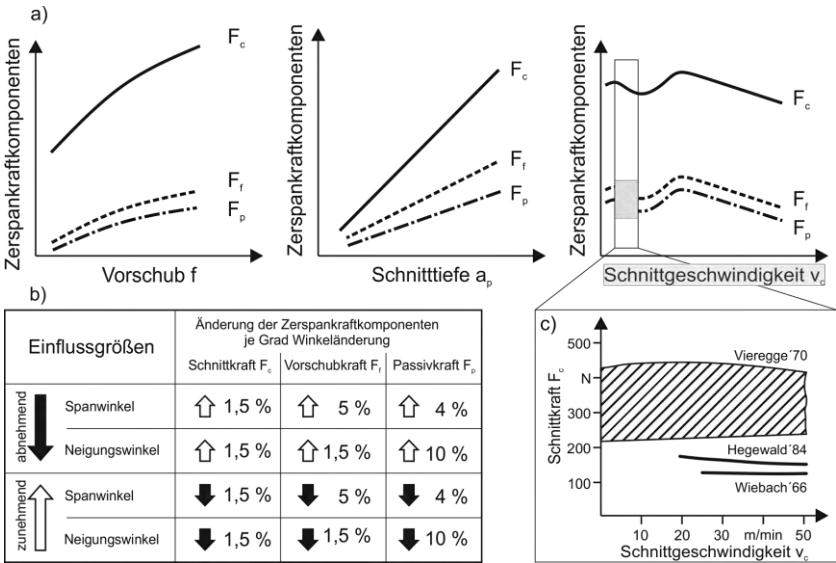 a)
Zerspankraftkomponenten
F_c
F_f
F_p
Vorschub f
Zerspankraftkomponenten
F_c
F_f
F_p
Schnitttiefe a_p
Zerspankraftkomponenten
F_c
F_f
F_p
Schnittgeschwindigkeit v_c
b)
Einflussgrößen
Änderung der Zerspankraftkomponenten
je Grad Winkeländerung
Schnittkraft F_c Vorschubkraft F_f Passivkraft F_p
abnehmend
Spanwinkel 1,5 % 5 % 4 %
Neigungswinkel 1,5 % 1,5 % 10 %
zunehmend
Spanwinkel 1,5 % 5 % 4 %
Neigungswinkel 1,5 % 1,5 % 10 %
c)
Schnittkraft F_c
500
N
300
200
100
Vieregge´70
Hegewald´84
Wiebach´66
10 20 30 m/min 50
Schnittgeschwindigkeit v_c